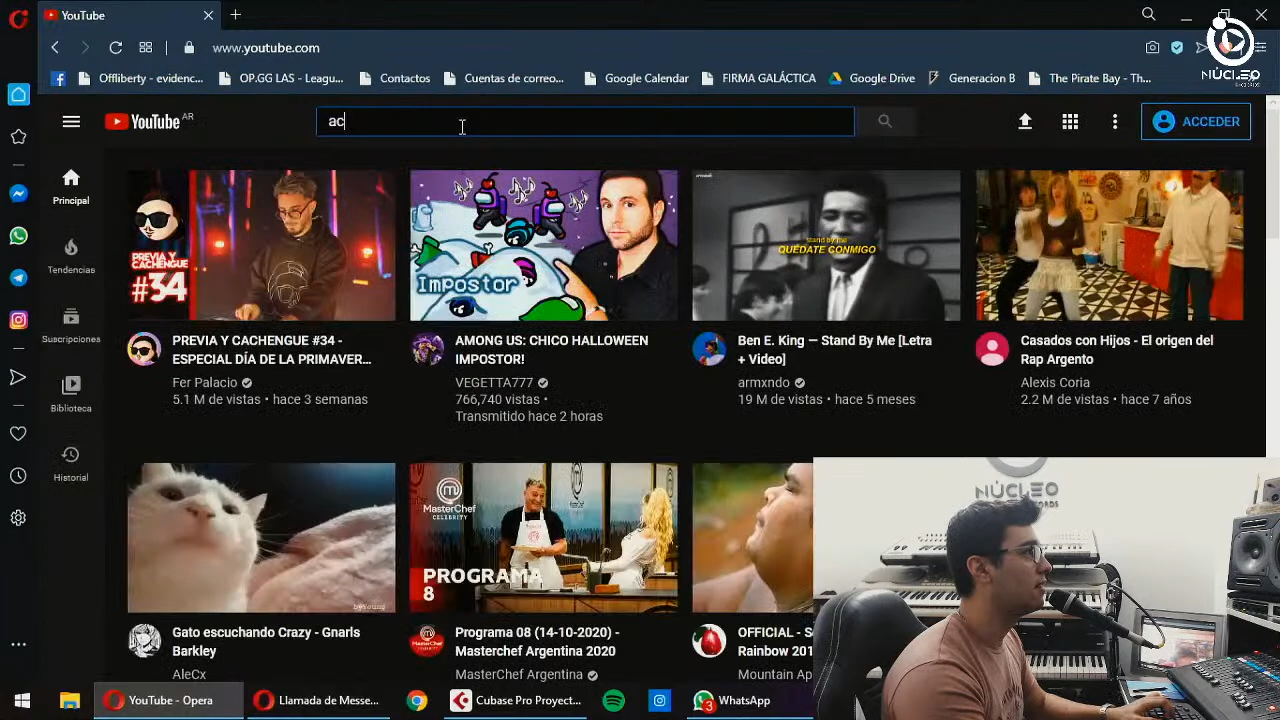 YouTube
www.youtube.com
NÚCLEO
Offliberty - evidenc...
OP.GG LAS - Leagu...
Contactos
Cuentas de correo...
Google Calendar
FIRMA GALÁCTICA
Google Drive
Generacion B
The Pirate Bay - Th...
YouTube AR
ac
ACCEDER
Principal
Tendencias
Suscripciones
Biblioteca
Historial
PREVIA Y
CACHENGUE
#34
Impostor
stand by me
QUÉDATE CONMIGO
PREVIA Y CACHENGUE #34 -
ESPECIAL DÍA DE LA PRIMAVER...
Fer Palacio
5.1 M de vistas • hace 3 semanas
AMONG US: CHICO HALLOWEEN
IMPOSTOR!
VEGETTA777
766,740 vistas •
Transmitido hace 2 horas
Ben E. King — Stand By Me [Letra
+ Video]
armxndo
19 M de vistas • hace 5 meses
Casados con Hijos - El origen del
Rap Argento
Alexis Coria
2.2 M de vistas • hace 7 años
MasterChef
CELEBRITY
PROGRAMA
8
NÚCLEO
Gato escuchando Crazy - Gnarls
Barkley
AleCx
Programa 08 (14-10-2020) -
Masterchef Argentina 2020
MasterChef Argentina
OFFICIAL - S
Rainbow 201
Mountain Ap
YouTube - Opera
Llamada de Messe...
Cubase Pro Proyect...
3
WhatsApp